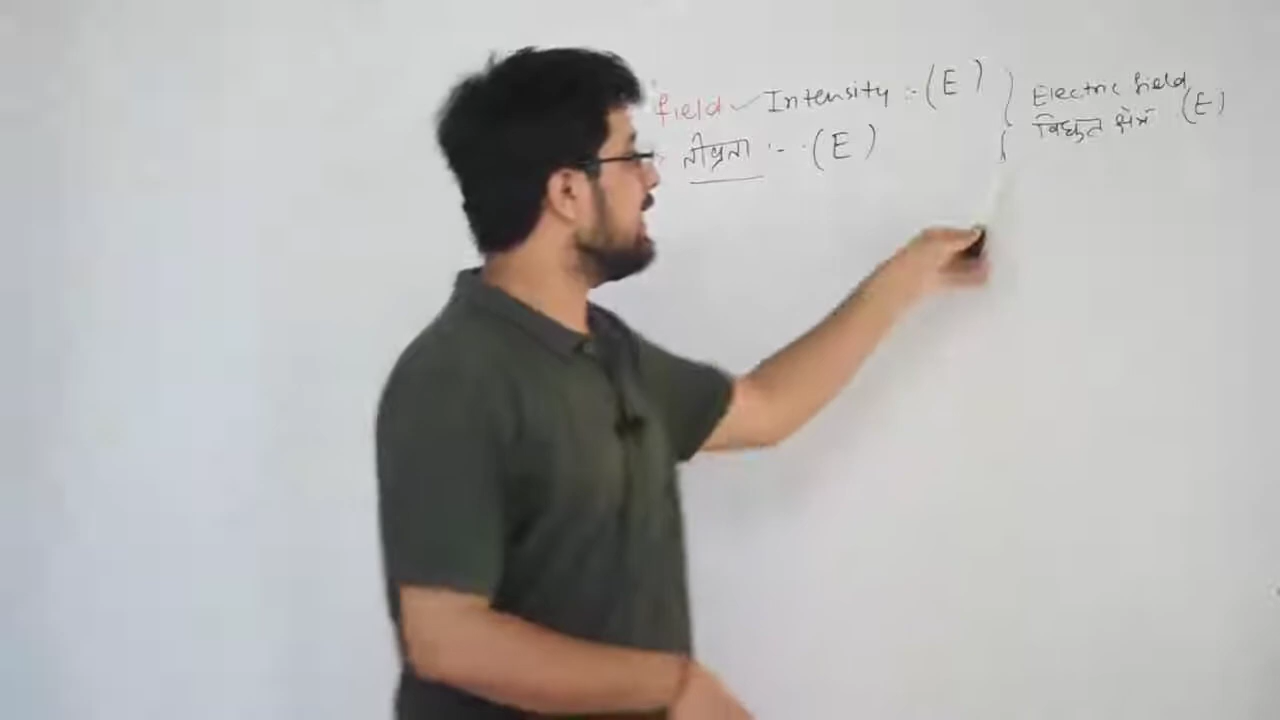 field Intensity :- (E)
तीव्रता :- (E)
Electric field
विद्युत क्षेत्र (E)